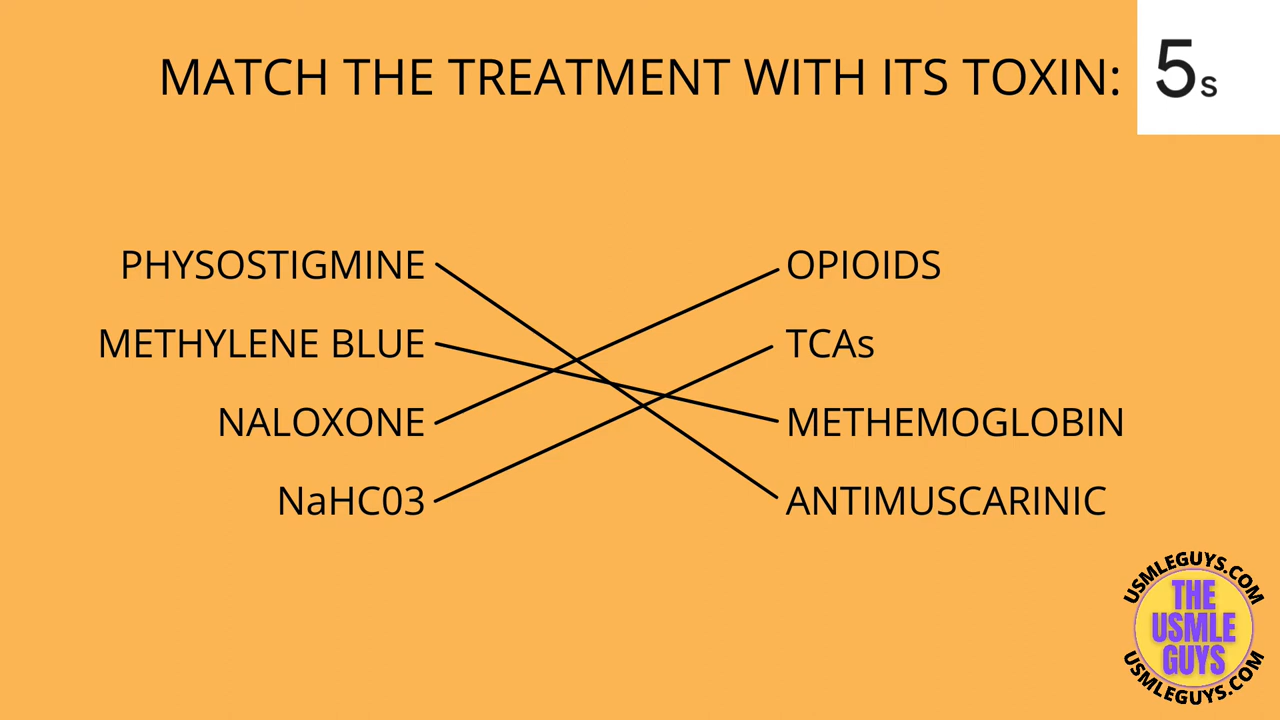 MATCH THE TREATMENT WITH ITS TOXIN:
5s
PHYSOSTIGMINE
OPIOIDS
METHYLENE BLUE
TCAs
NALOXONE
METHEMOGLOBIN
NaHC03
ANTIMUSCARINIC
USMLEGUYS.COM
THE
USMLE
GUYS
USMLEGUYS.COM